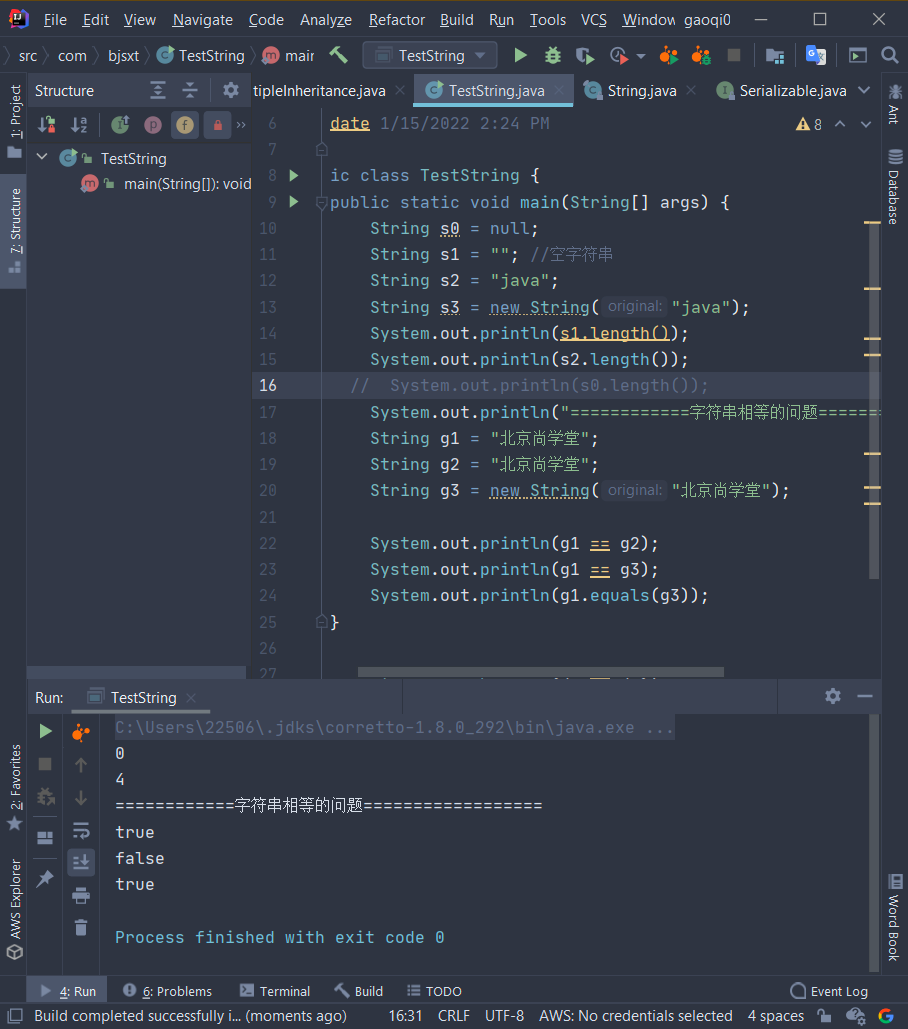 File Edit View Navigate Code Analyze Refactor Build Run Tools VCS Window gaoqi0
src com bjsxt TestString main TestString
1: Project
7: Structure
2: Favorites
AWS Explorer
Structure
TestString
main(String[]): void
tipleInheritance.java TestString.java String.java Serializable.java
6 date 1/15/2022 2:24 PM 8
7
8 ic class TestString {
9 public static void main(String[] args) {
10 String s0 = null;
11 String s1 = ""; //空字符串
12 String s2 = "java";
13 String s3 = new String( original: "java");
14 System.out.println(s1.length());
15 System.out.println(s2.length());
16 // System.out.println(s0.length());
17 System.out.println("============字符串相等的问题=======
18 String g1 = "北京尚学堂";
19 String g2 = "北京尚学堂";
20 String g3 = new String( original: "北京尚学堂");
21
22 System.out.println(g1 == g2);
23 System.out.println(g1 == g3);
24 System.out.println(g1.equals(g3));
25 }
26
27
Ant
Database
Word Book
Run: TestString
C:\Users\22506\.jdks\corretto-1.8.0_292\bin\java.exe ...
0
4
============字符串相等的问题==================
true
false
true
Process finished with exit code 0
4: Run 6: Problems Terminal Build TODO Event Log
Build completed successfully i... (moments ago) 16:31 CRLF UTF-8 AWS: No credentials selected 4 spaces